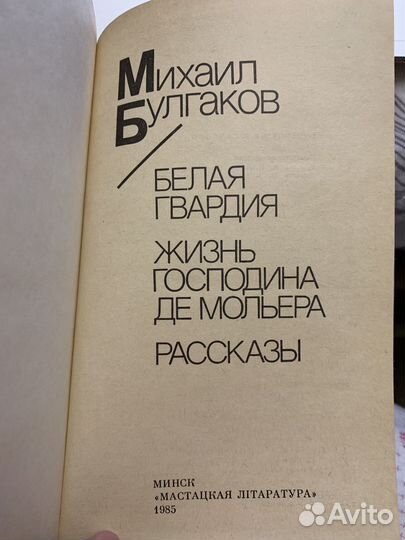 Михаил
Булгаков
БЕЛАЯ
ГВАРДИЯ
ЖИЗНЬ
ГОСПОДИНА
ДЕ МОЛЬЕРА
РАССКАЗЫ
МИНСК
«МАСТАЦКАЯ ЛІТАРАТУРА»
1985
Avito